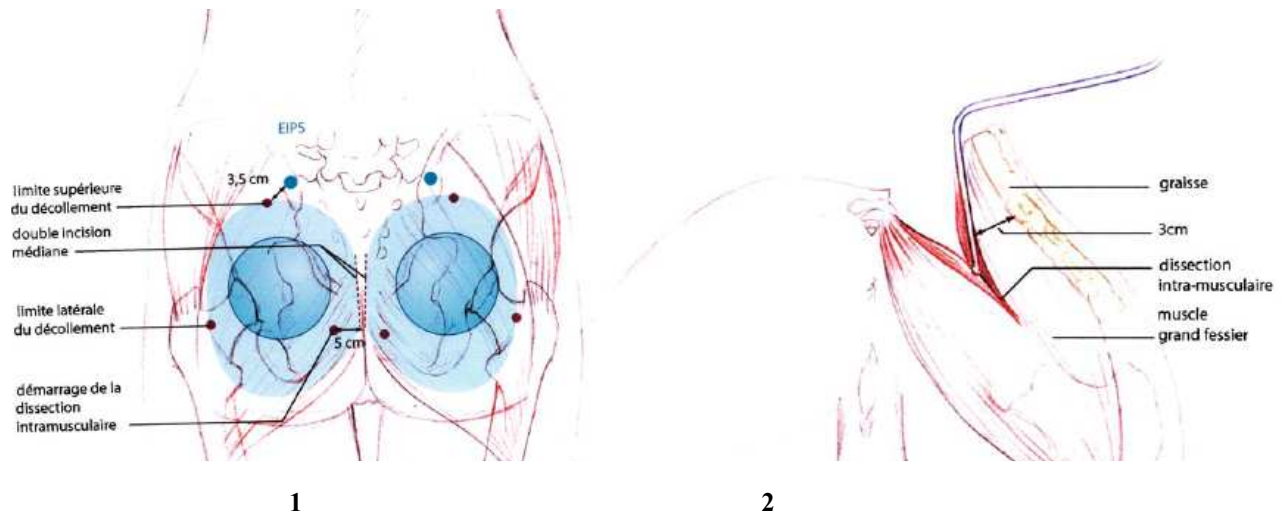 EIPS
3,5 cm
limite supérieure
du décollement
double incision
médiane
limite latérale
du décollement
5 cm
démarrage de la
dissection
intramusculaire
graisse
3cm
dissection
intra-musculaire
muscle
grand fessier
1
2